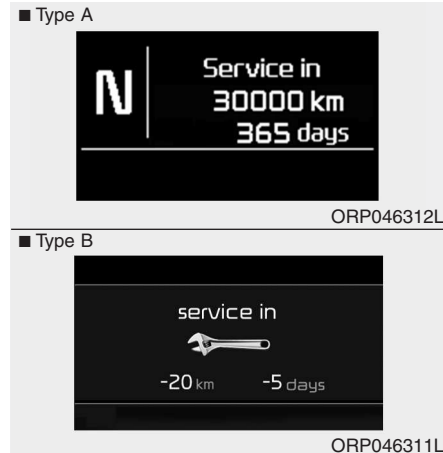 ■ Type A
N
Service in
30000 km
365 days
ORP046312L
■ Type B
service in
-20 km -5 days
ORP046311L